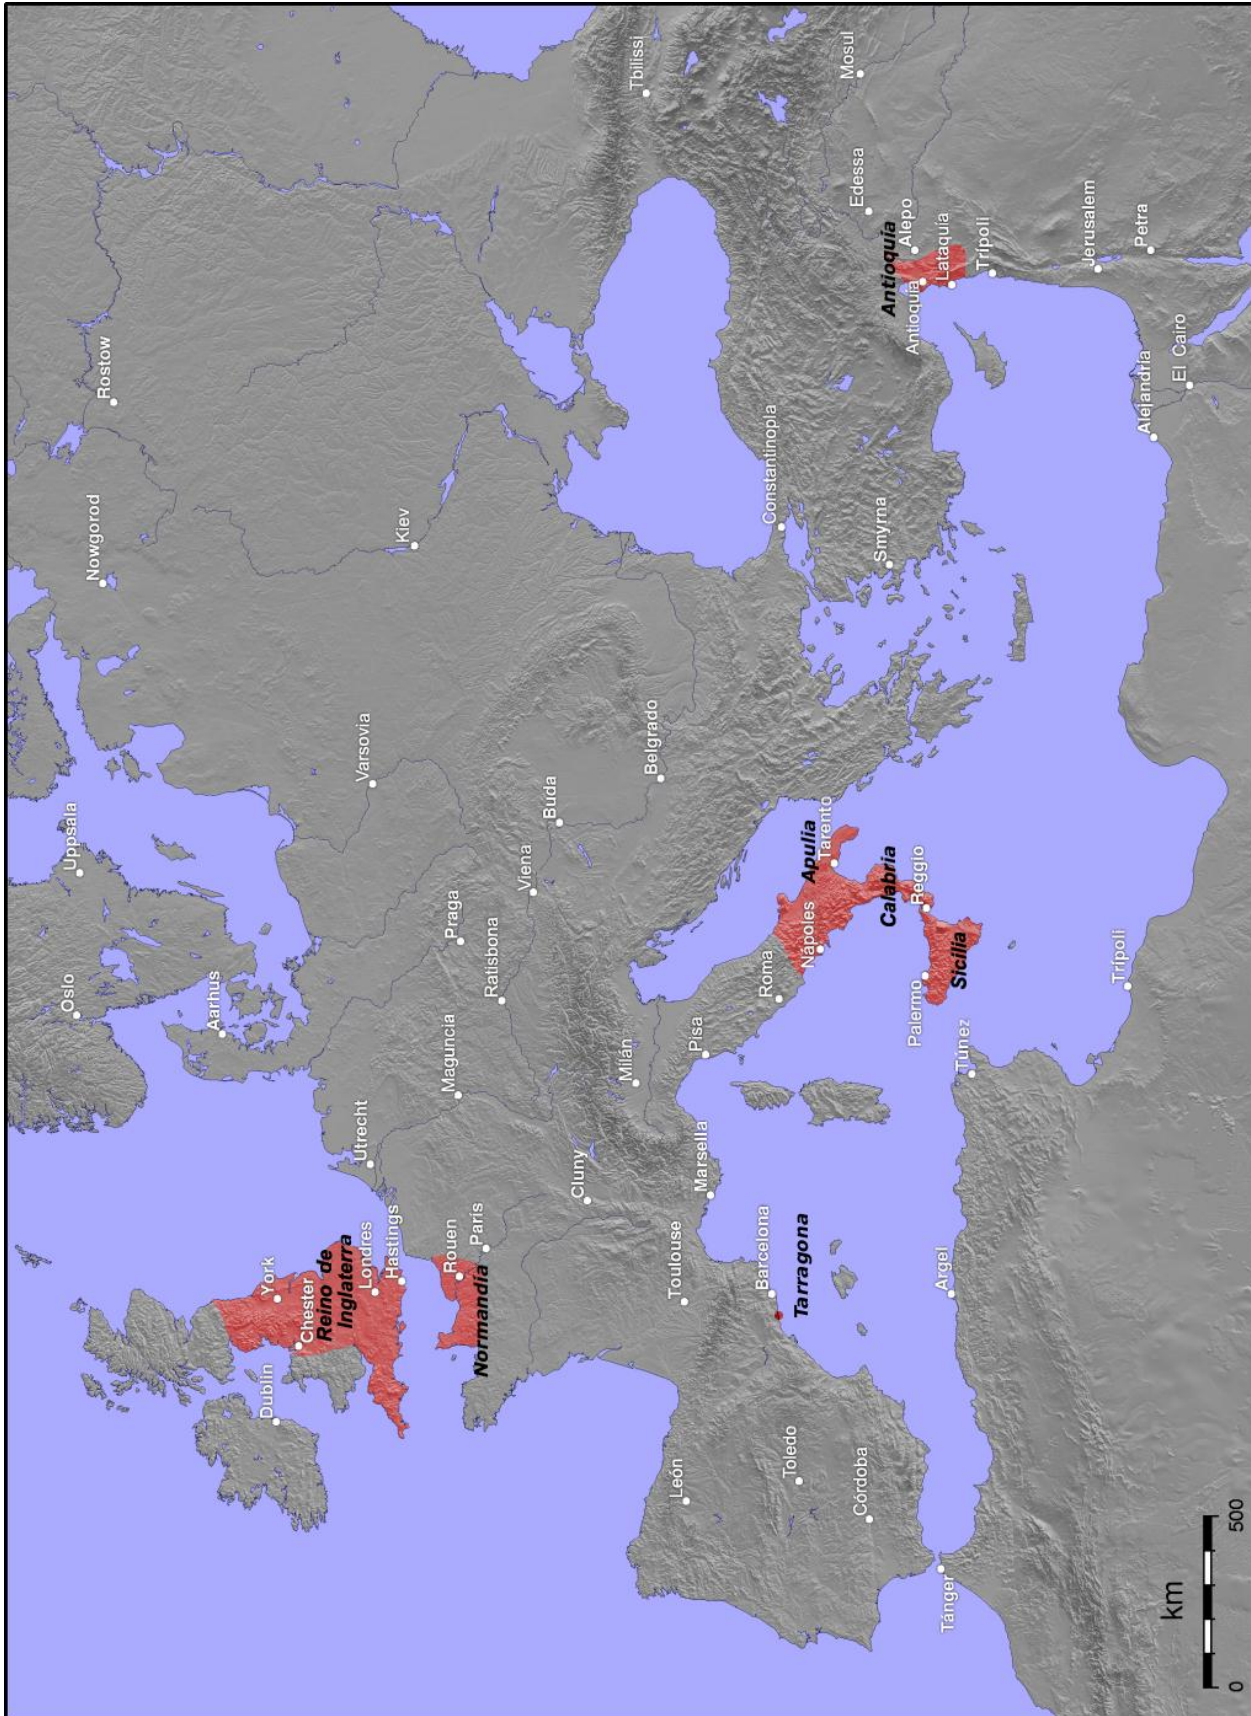 Oslo
Uppsala
Nowgorod
Rostow
Aarhus
Dublin
York
Chester
Reino de
Inglaterra
Londres
Hastings
Utrecht
Varsovia
Kiev
Normandía
Rouen
París
Maguncia
Praga
Ratisbona
Viena
Buda
Cluny
Milán
Belgrado
Tbilissi
León
Toulouse
Marsella
Pisa
Toledo
Barcelona
Tarragona
Roma
Nápoles
Apulia
Tarento
Constantinopla
Córdoba
Smyrna
Calabria
Reggio
Palermo
Sicilia
Mosul
Edessa
Antioquía
Alepo
Antioquía
Lataquia
Trípoli
Tánger
Argel
Túnez
Jerusalem
Trípoli
Alejandría
Petra
El Cairo
km
0 500